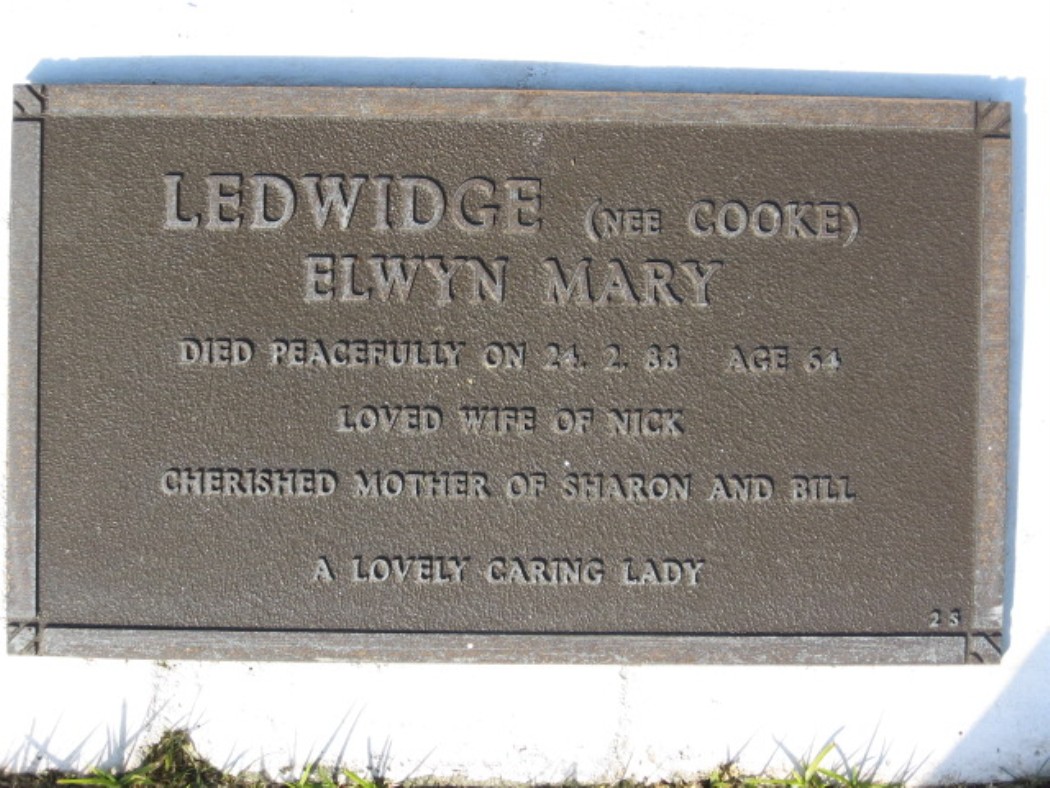 LEDWIDGE (NEE COOKE)
ELWYN MARY
DIED PEACEFULLY ON 24. 2. 88 AGE 64
LOVED WIFE OF NICK
CHERISHED MOTHER OF SHARON AND BILL
A LOVELY CARING LADY